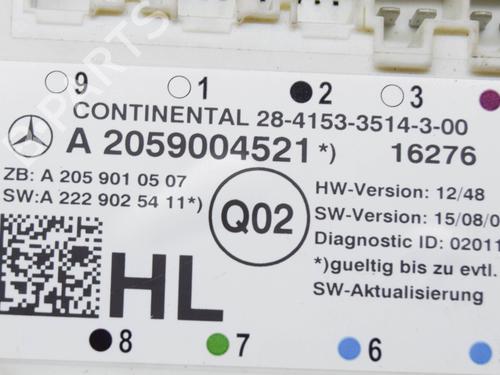 9 1 2 3
CONTINENTAL 28-4153-3514-3-00
A 2059004521*) 16276
ZB: A 205 901 05 07
SW:A 222 902 54 11*)
Q02
HW-Version: 12/48
SW-Version: 15/08/0
Diagnostic ID: 02011
*)gueltig bis zu evtl.
SW-Aktualisierung
HL
8 7 6
B-PARTS